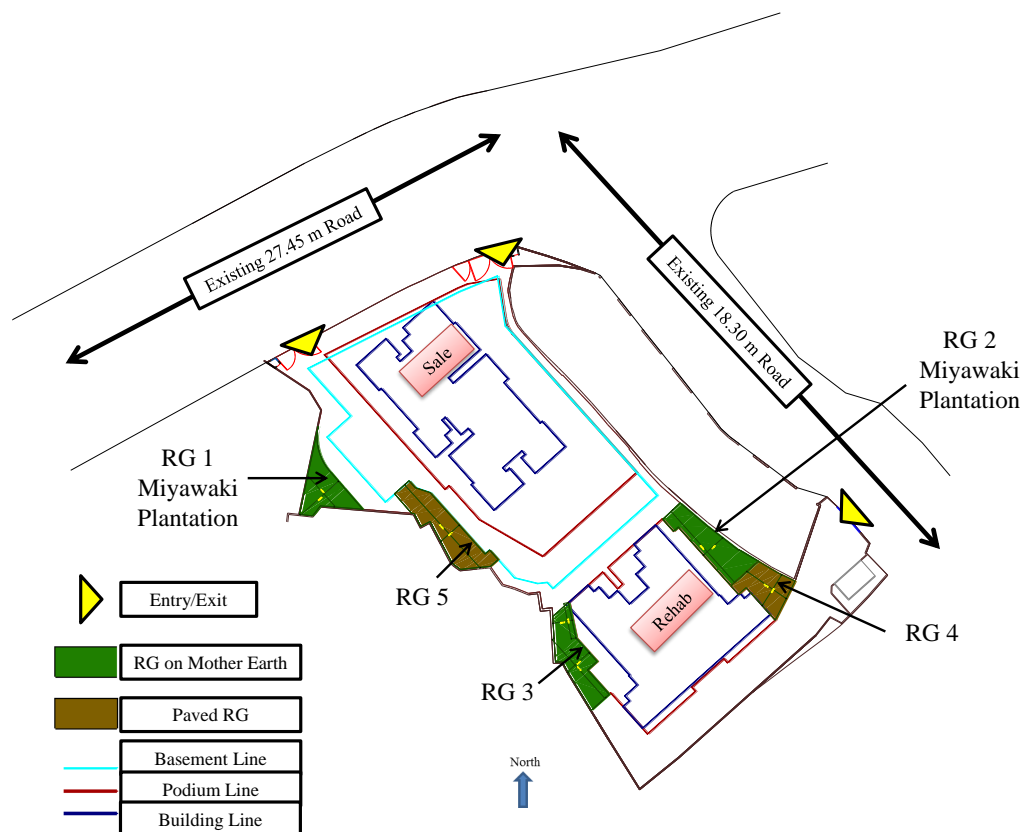 Existing 27.45 m Road
Existing 18.30 m Road
Sale
RG 2
Miyawaki
Plantation
RG 1
Miyawaki
Plantation
RG 5
Rehab
RG 4
RG 3
Entry/Exit
RG on Mother Earth
Paved RG
Basement Line
Podium Line
Building Line
North